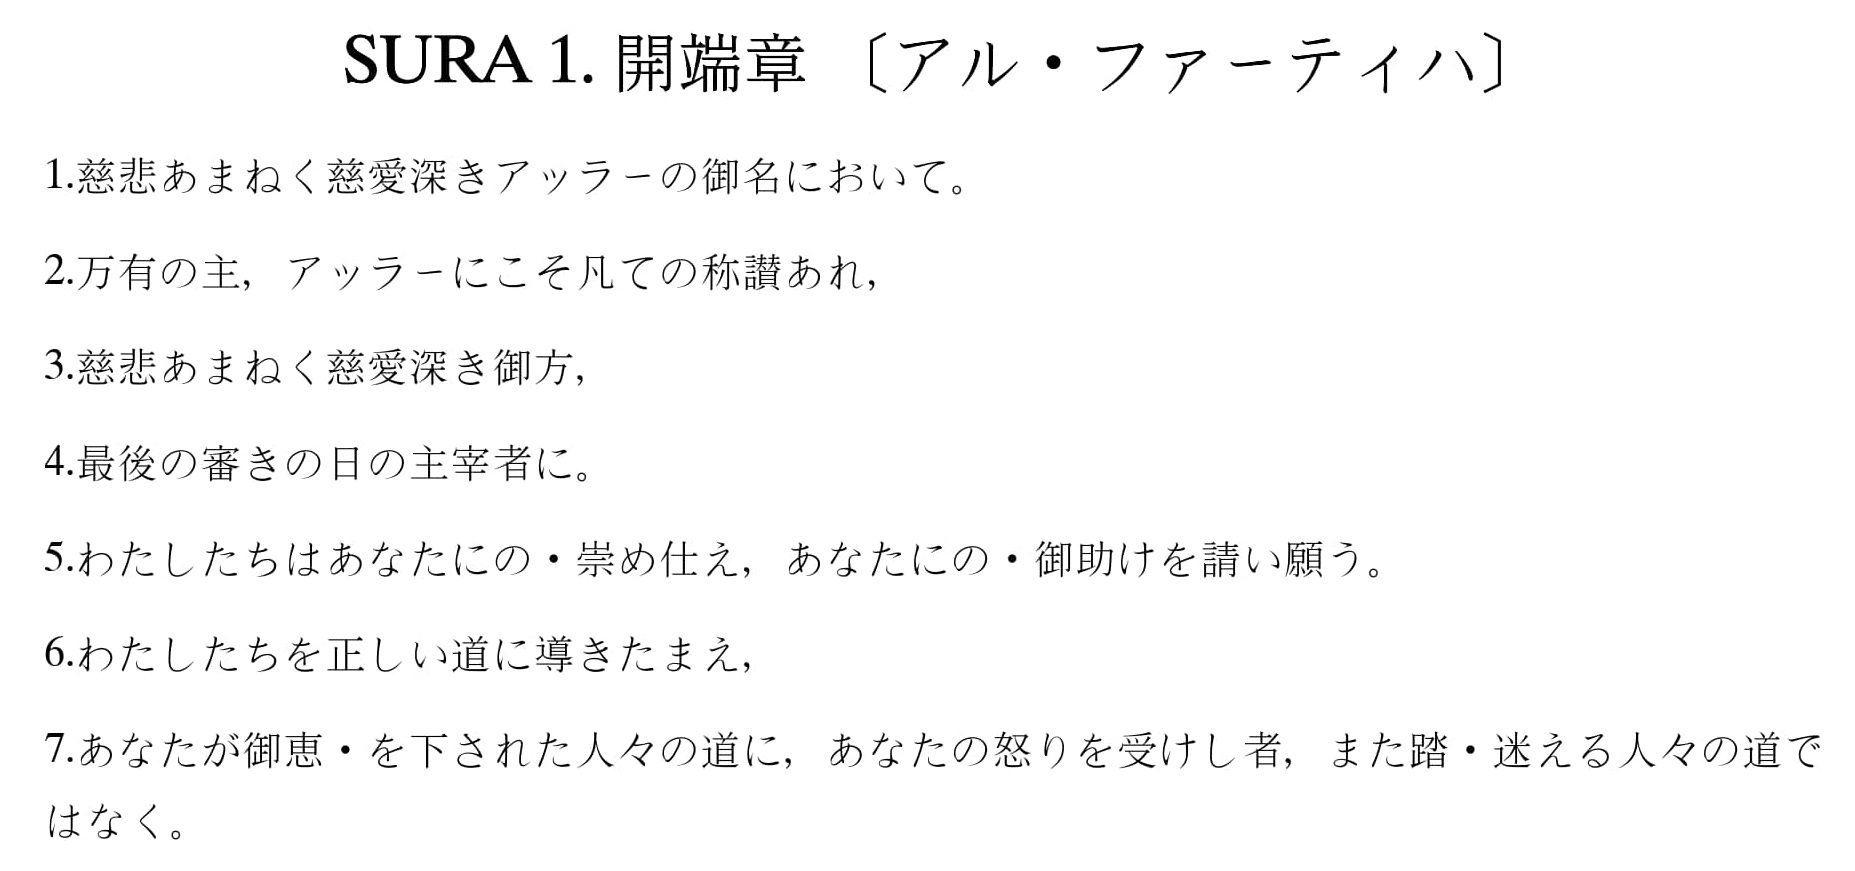 SURA 1. 開端章 〔アル・ファーティハ〕
1.慈悲あまねく慈愛深きアッラーの御名において。
2.万有の主，アッラーにこそ凡ての称讃あれ，
3.慈悲あまねく慈愛深き御方，
4.最後の審きの日の主宰者に。
5.わたしたちはあなたにの・崇め仕え，あなたにの・御助けを請い願う。
6.わたしたちを正しい道に導きたまえ，
7.あなたが御恵・を下された人々の道に，あなたの怒りを受けし者，また踏・迷える人々の道で
はなく。